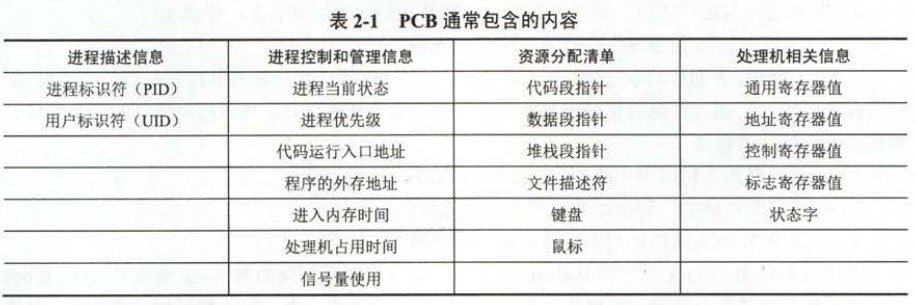 表 2-1 PCB 通常包含的内容
进程描述信息 进程控制和管理信息 资源分配清单 处理机相关信息
进程标识符（PID） 进程当前状态 代码段指针 通用寄存器值
用户标识符（UID） 进程优先级 数据段指针 地址寄存器值
代码运行入口地址 堆栈段指针 控制寄存器值
程序的外存地址 文件描述符 标志寄存器值
进入内存时间 键盘 状态字
处理机占用时间 鼠标
信号量使用